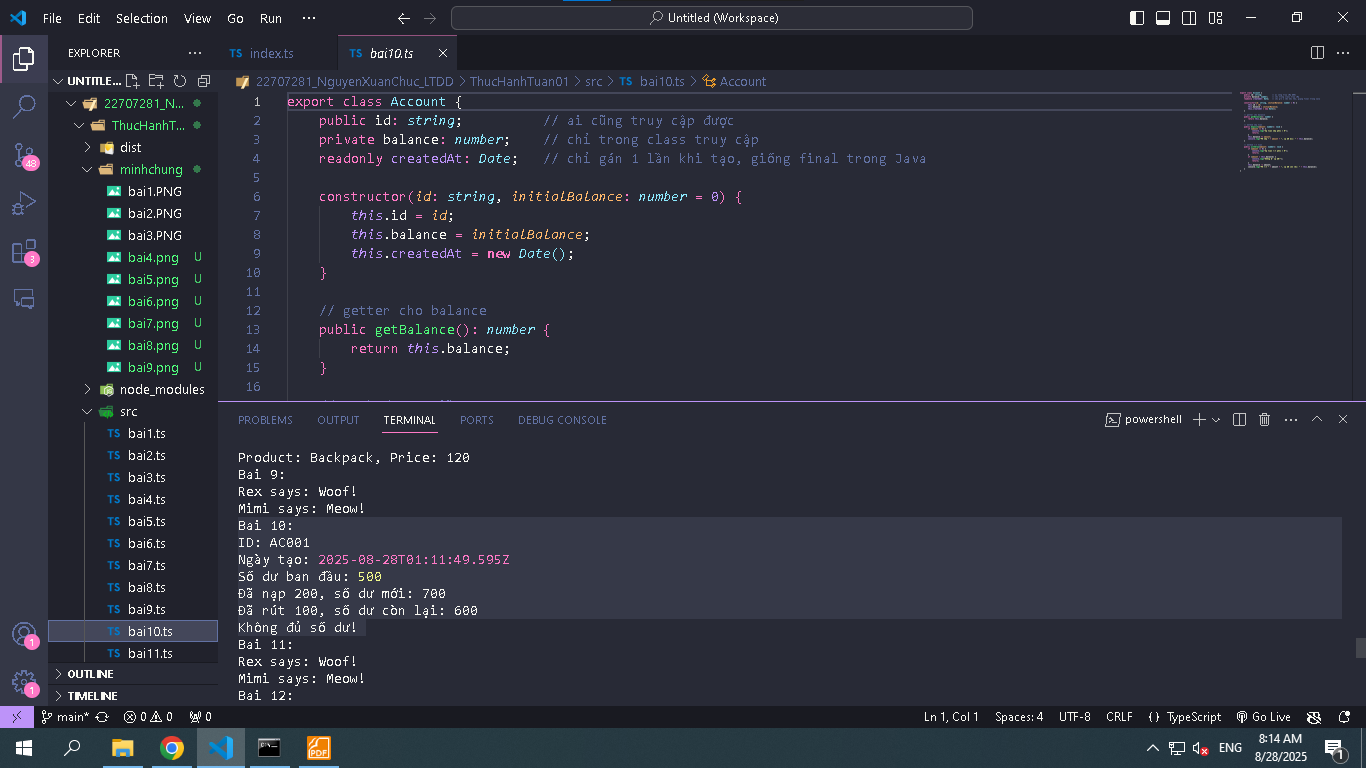 File Edit Selection View Go Run ··· Untitled (Workspace)
EXPLORER ···
TS index.ts
TS bai10.ts
UNTITLE...
22707281_NguyenXuanChuc_LTDD > ThucHanhTuan01 > src > TS bai10.ts > Account
22707281_N...
ThucHanhT...
dist
minhchung
bai1.PNG
bai2.PNG
bai3.PNG
bai4.png U
bai5.png U
bai6.png U
bai7.png U
bai8.png U
bai9.png U
node_modules
src
TS bai1.ts
TS bai2.ts
TS bai3.ts
TS bai4.ts
TS bai5.ts
TS bai6.ts
TS bai7.ts
TS bai8.ts
TS bai9.ts
TS bai10.ts
TS bai11.ts
OUTLINE
TIMELINE
48
3
1
1
1 export class Account {
2 public id: string; // ai cũng truy cập được
3 private balance: number; // chỉ trong class truy cập
4 readonly createdAt: Date; // chỉ gán 1 lần khi tạo, giống final trong Java
5
6 constructor(id: string, initialBalance: number = 0) {
7 this.id = id;
8 this.balance = initialBalance;
9 this.createdAt = new Date();
10 }
11
12 // getter cho balance
13 public getBalance(): number {
14 return this.balance;
15 }
16
PROBLEMS OUTPUT TERMINAL PORTS DEBUG CONSOLE powershell
Product: Backpack, Price: 120
Bai 9:
Rex says: Woof!
Mimi says: Meow!
Bai 10:
ID: AC001
Ngày tạo: 2025-08-28T01:11:49.595Z
Số dư ban đầu: 500
Đã nạp 200, số dư mới: 700
Đã rút 100, số dư còn lại: 600
Không đủ số dư!
Bai 11:
Rex says: Woof!
Mimi says: Meow!
Bai 12:
main* 0 0 0 Ln 1, Col 1 Spaces: 4 UTF-8 CRLF {} TypeScript Go Live
PDF
ENG
8:14 AM
8/28/2025
1